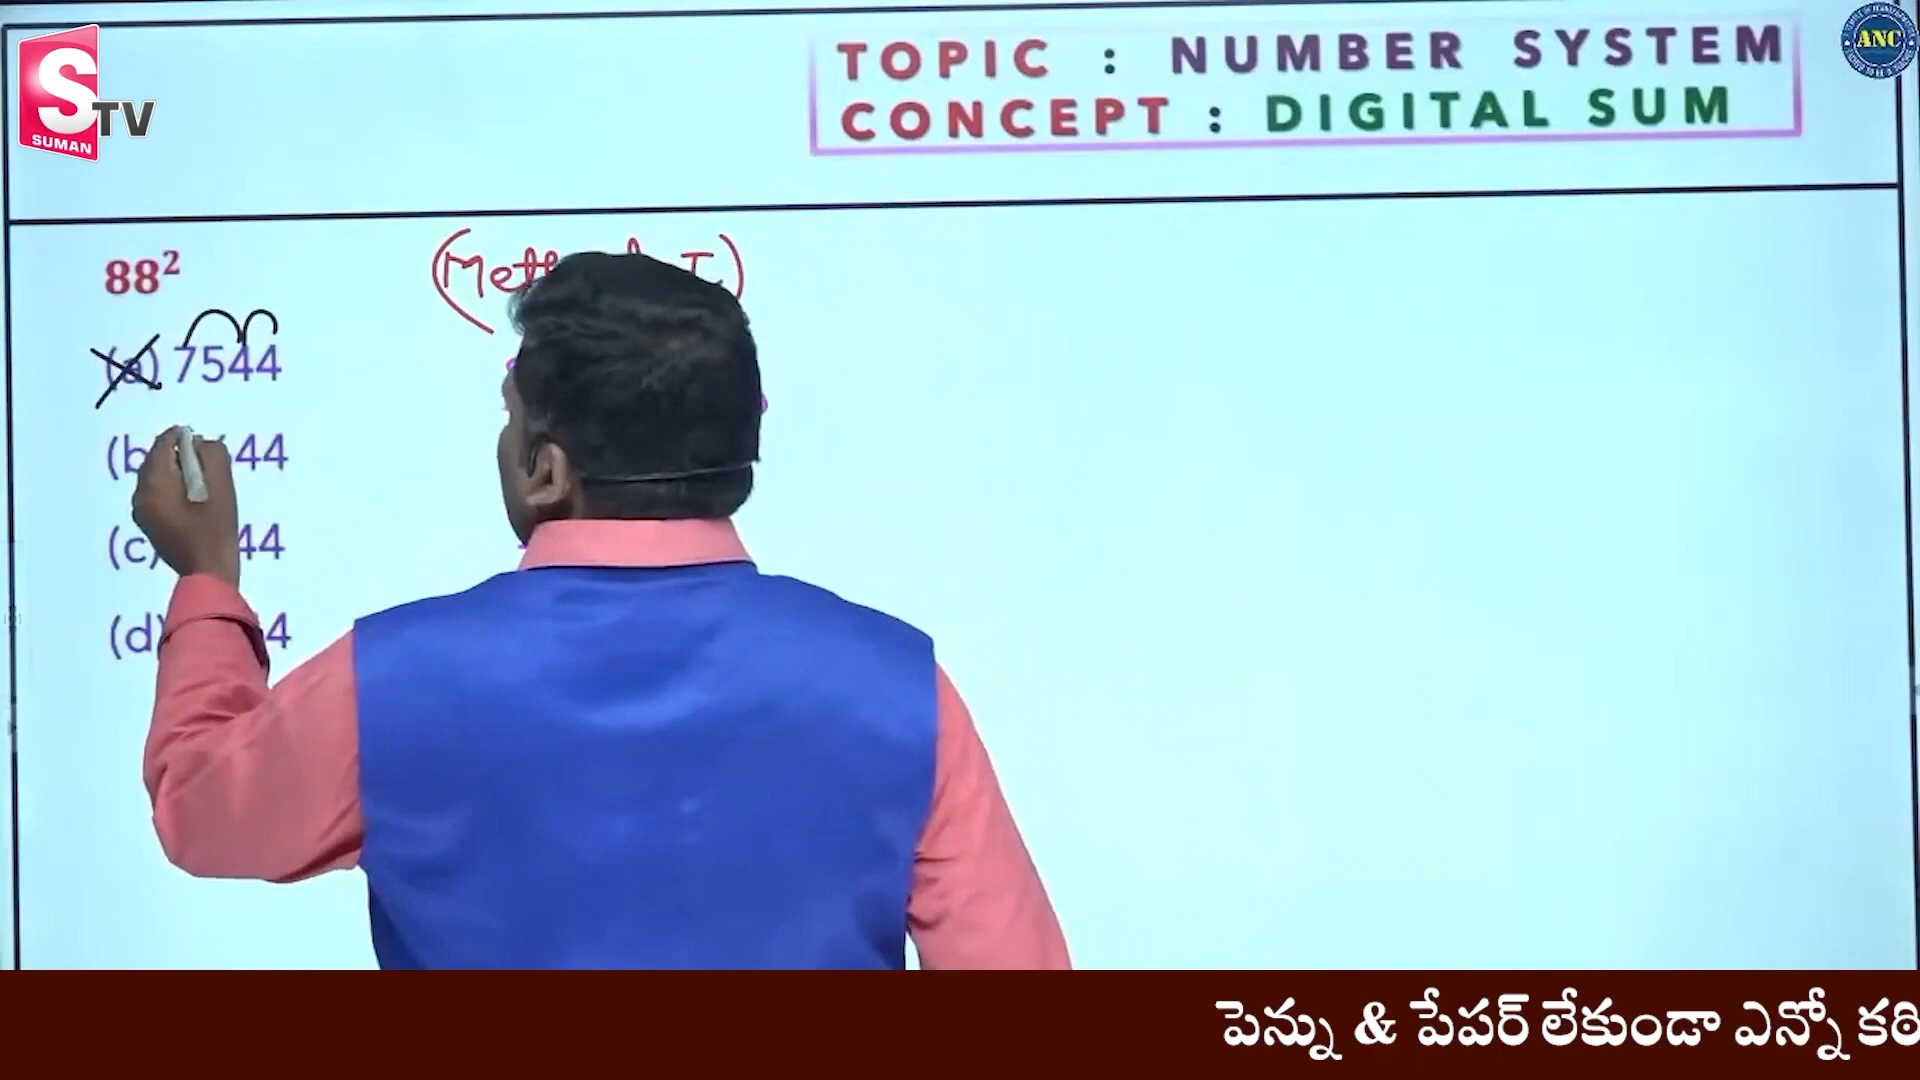 S TV
SUMAN
TOPIC : NUMBER SYSTEM
CONCEPT : DIGITAL SUM
ANC
88²
(a) 7544
44
(c) 44
4
పెన్ను & పేపర్ లేకుండా ఎన్నో